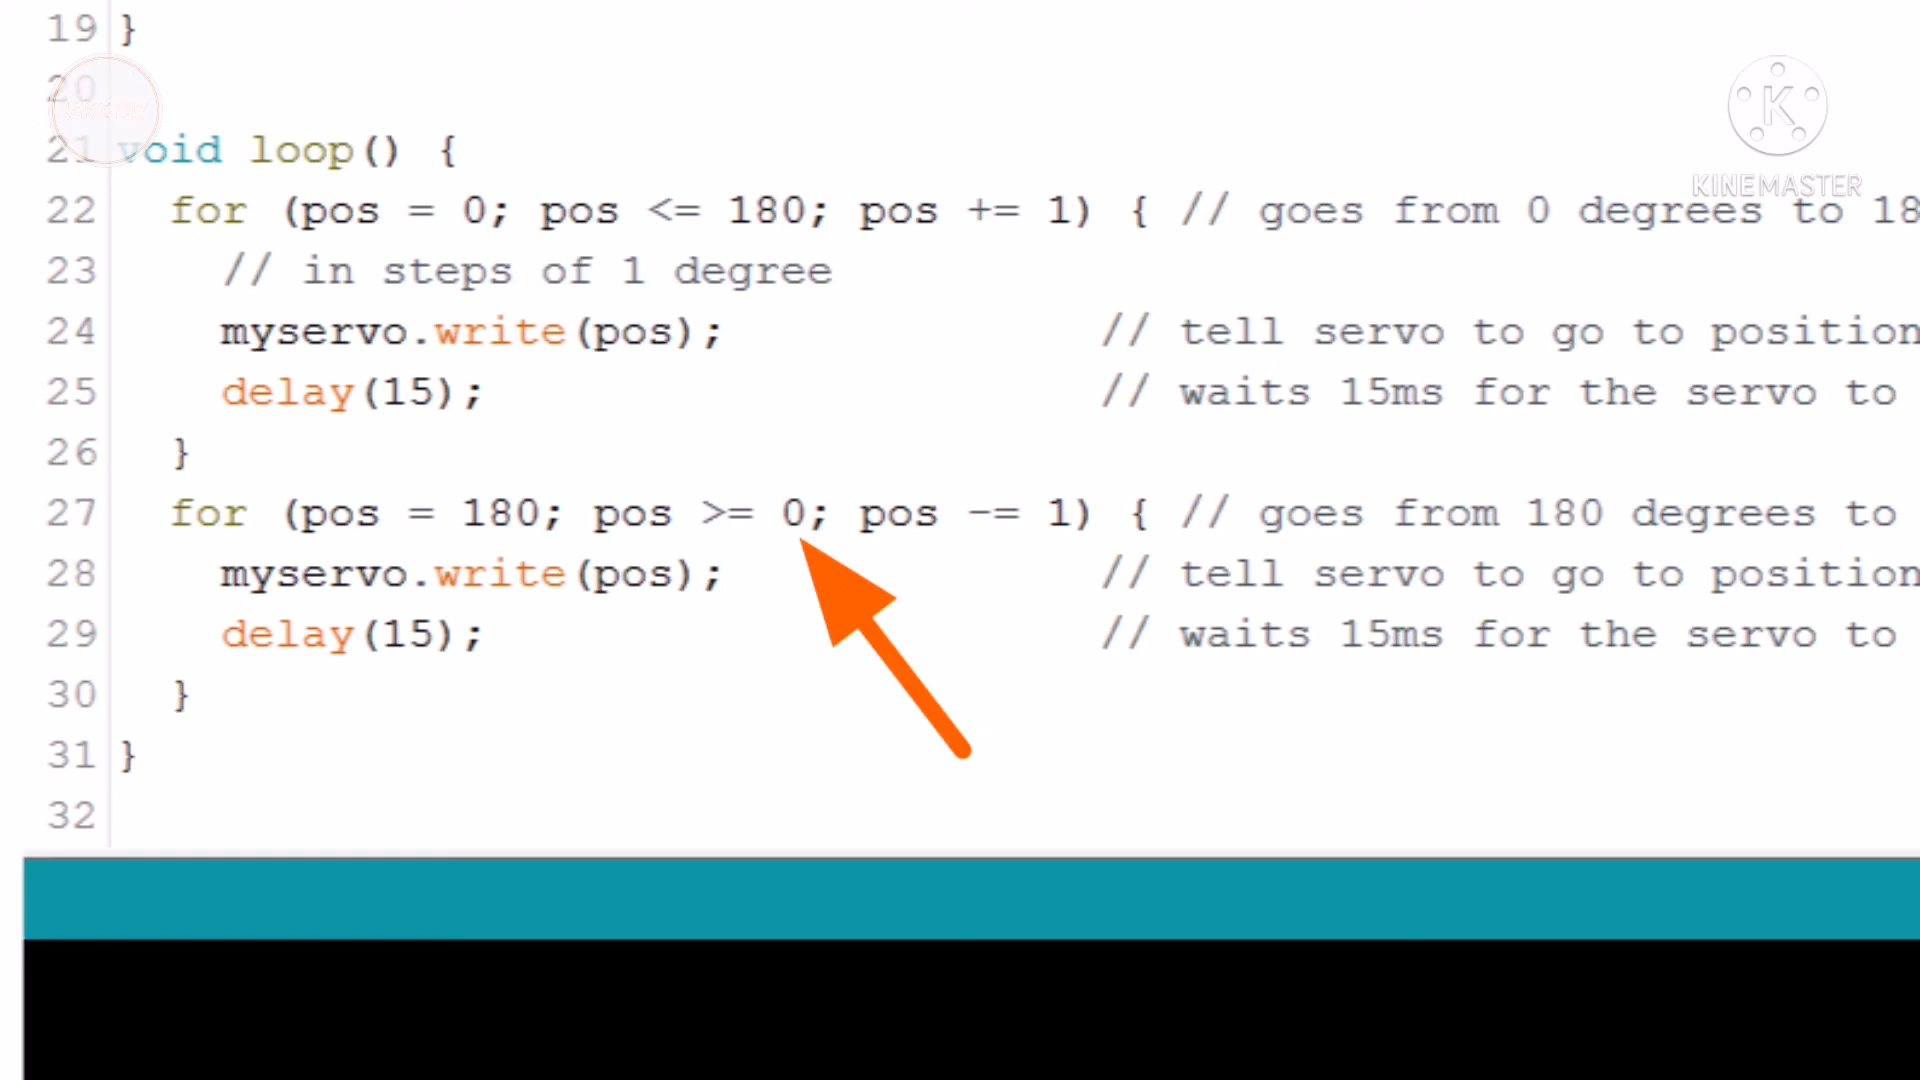 19 }
20
21 void loop() {
22 for (pos = 0; pos <= 180; pos += 1) { // goes from 0 degrees to 18
23 // in steps of 1 degree
24 myservo.write(pos); // tell servo to go to position
25 delay(15); // waits 15ms for the servo to
26 }
27 for (pos = 180; pos >= 0; pos -= 1) { // goes from 180 degrees to
28 myservo.write(pos); // tell servo to go to position
29 delay(15); // waits 15ms for the servo to
30 }
31 }
32
K
KINEMASTER